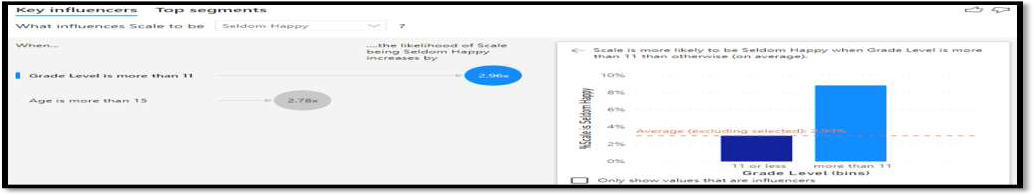 Key influencers Top segments
What influences Scale to be Seldom Happy ?
When...
....the likelihood of Scale
being Seldom Happy
increases by
Grade Level is more than 11 2.96x
Age is more than 15 2.78x
Scale is more likely to be Seldom Happy when Grade Level is more
than 11 than otherwise (on average).
10%
8%
6%
4%
2%
0%
%Scale is Seldom Happy
Average (excluding selected):
11 or less more than 11
Grade Level (bins)
Only show values that are influencers